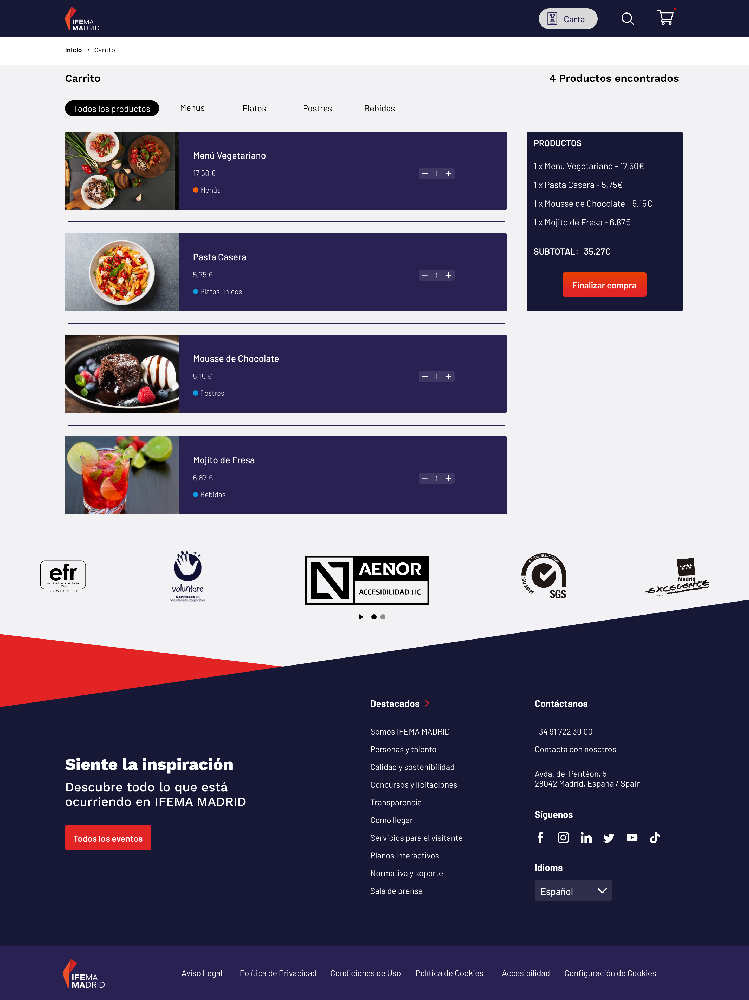 IFEMA
MADRID
Carta
Inicio > Carrito
Carrito
4 Productos encontrados
Todos los productos
Menús
Platos
Postres
Bebidas
Menú Vegetariano
17,50 €
Menús
1
Pasta Casera
5,75 €
Platos únicos
1
Mousse de Chocolate
5,15 €
Postres
1
Mojito de Fresa
6,87 €
Bebidas
1
PRODUCTOS
1 x Menú Vegetariano - 17,50€
1 x Pasta Casera - 5,75€
1 x Mousse de Chocolate - 5,15€
1 x Mojito de Fresa - 6,87€
SUBTOTAL: 35,27€
Finalizar compra
efr
certificado en conciliación
1000-1
ES - 022 / 2007 / LRQA
voluntare
Certificado en
Voluntariado Corporativo
AENOR
ACCESIBILIDAD TIC
SYSTEM CERTIFICATION
ISO 20121
SGS
Madrid
EXCELENTE
Siente la inspiración
Descubre todo lo que está
ocurriendo en IFEMA MADRID
Todos los eventos
Destacados
Somos IFEMA MADRID
Personas y talento
Calidad y sostenibilidad
Concursos y licitaciones
Transparencia
Cómo llegar
Servicios para el visitante
Planos interactivos
Normativa y soporte
Sala de prensa
Contáctanos
+34 91 722 30 00
Contacta con nosotros
Avda. del Pantéon, 5
28042 Madrid, España / Spain
Síguenos
Idioma
Español
IFEMA
MADRID
Aviso Legal
Política de Privacidad
Condiciones de Uso
Política de Cookies
Accesibilidad
Configuración de Cookies